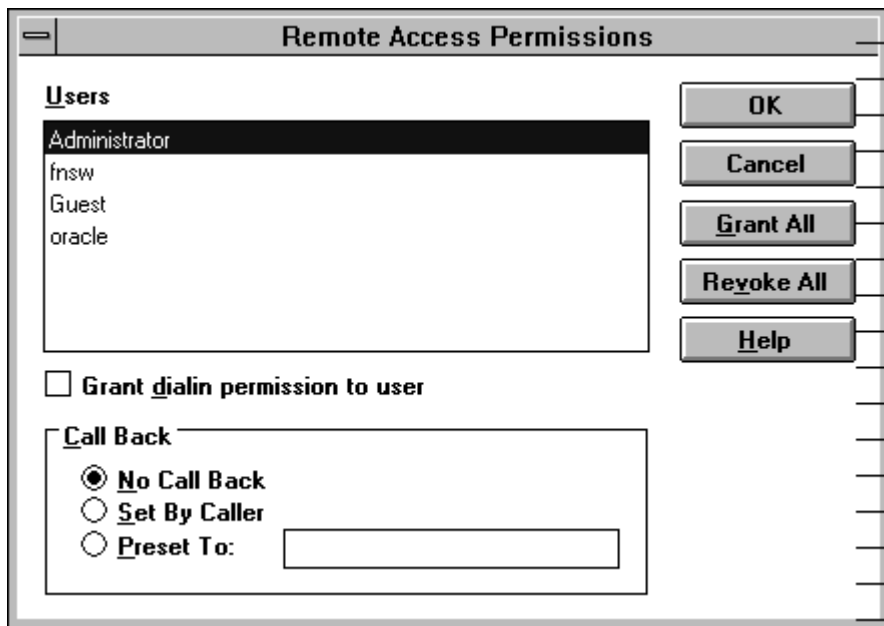 Remote Access Permissions
Users
Administrator
fnsw
Guest
oracle
OK
Cancel
Grant All
Revoke All
Help
Grant dialin permission to user
Call Back
No Call Back
Set By Caller
Preset To: